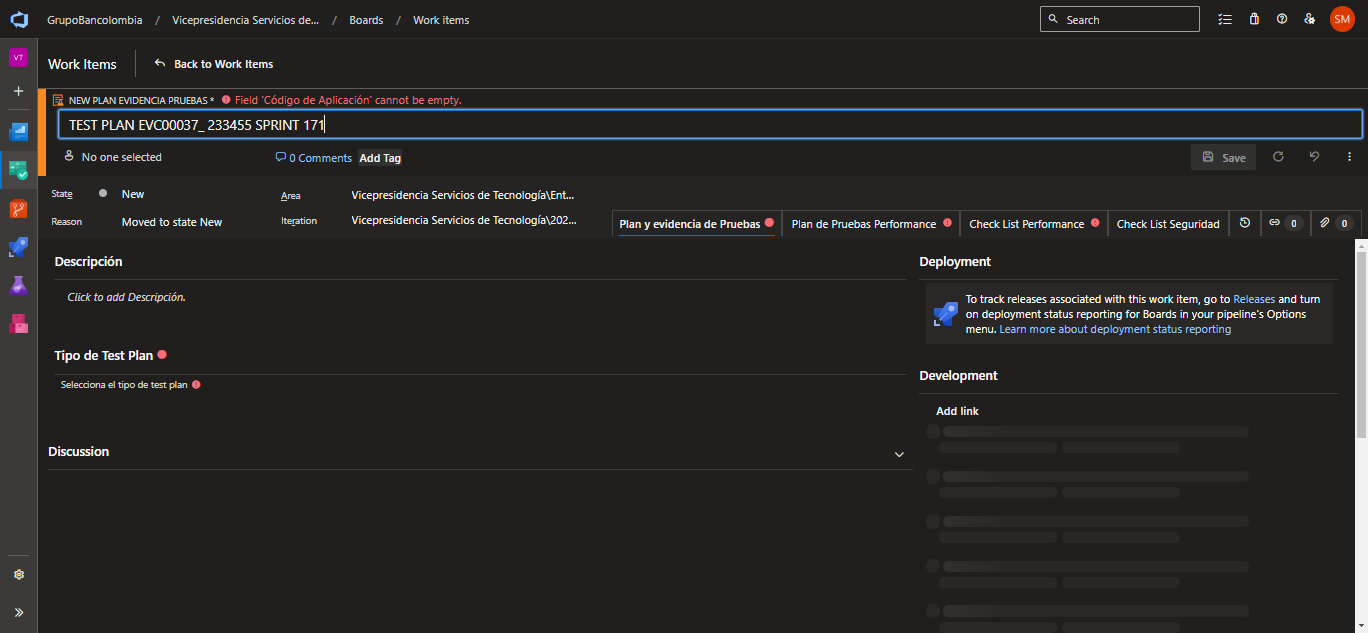 GrupoBancolombia / Vicepresidencia Servicios de... / Boards / Work items
Search
SM
VT
Work Items
Back to Work Items
NEW PLAN EVIDENCIA PRUEBAS * Field 'Código de Aplicación' cannot be empty.
TEST PLAN EVC00037_ 233455 SPRINT 171
No one selected
0 Comments
Add Tag
Save
State
New
Area
Vicepresidencia Servicios de Tecnología\Ent...
Reason
Moved to state New
Iteration
Vicepresidencia Servicios de Tecnología\202...
Plan y evidencia de Pruebas
Plan de Pruebas Performance
Check List Performance
Check List Seguridad
0
0
Descripción
Click to add Descripción.
Tipo de Test Plan
Selecciona el tipo de test plan
Discussion
Deployment
To track releases associated with this work item, go to Releases and turn
on deployment status reporting for Boards in your pipeline's Options
menu. Learn more about deployment status reporting
Development
Add link